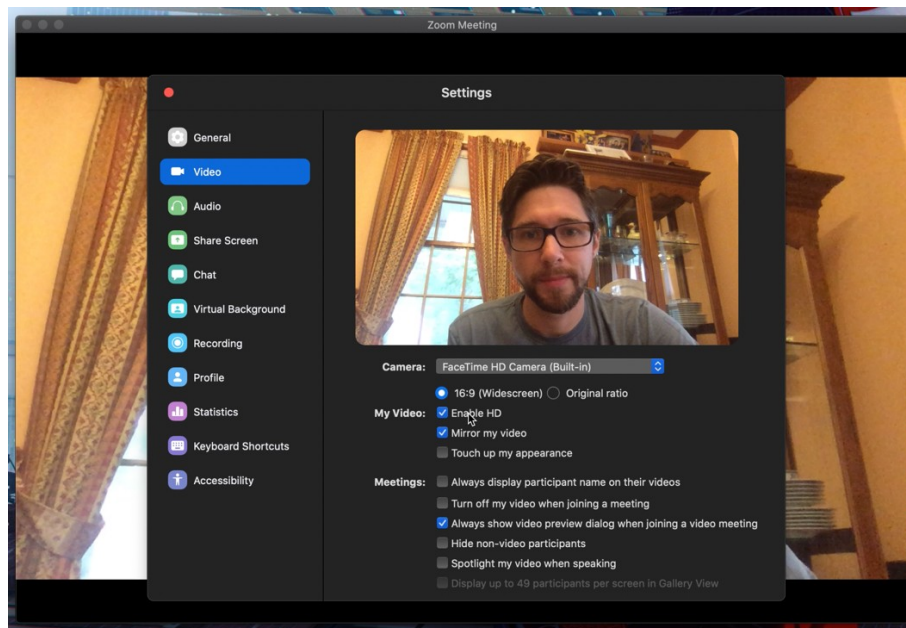 Zoom Meeting
Settings
General
Video
Audio
Share Screen
Chat
Virtual Background
Recording
Profile
Statistics
Keyboard Shortcuts
Accessibility
Camera: FaceTime HD Camera (Built-in)
16:9 (Widescreen) Original ratio
My Video: Enable HD
Mirror my video
Touch up my appearance
Meetings: Always display participant name on their videos
Turn off my video when joining a meeting
Always show video preview dialog when joining a video meeting
Hide non-video participants
Spotlight my video when speaking
Display up to 49 participants per screen in Gallery View